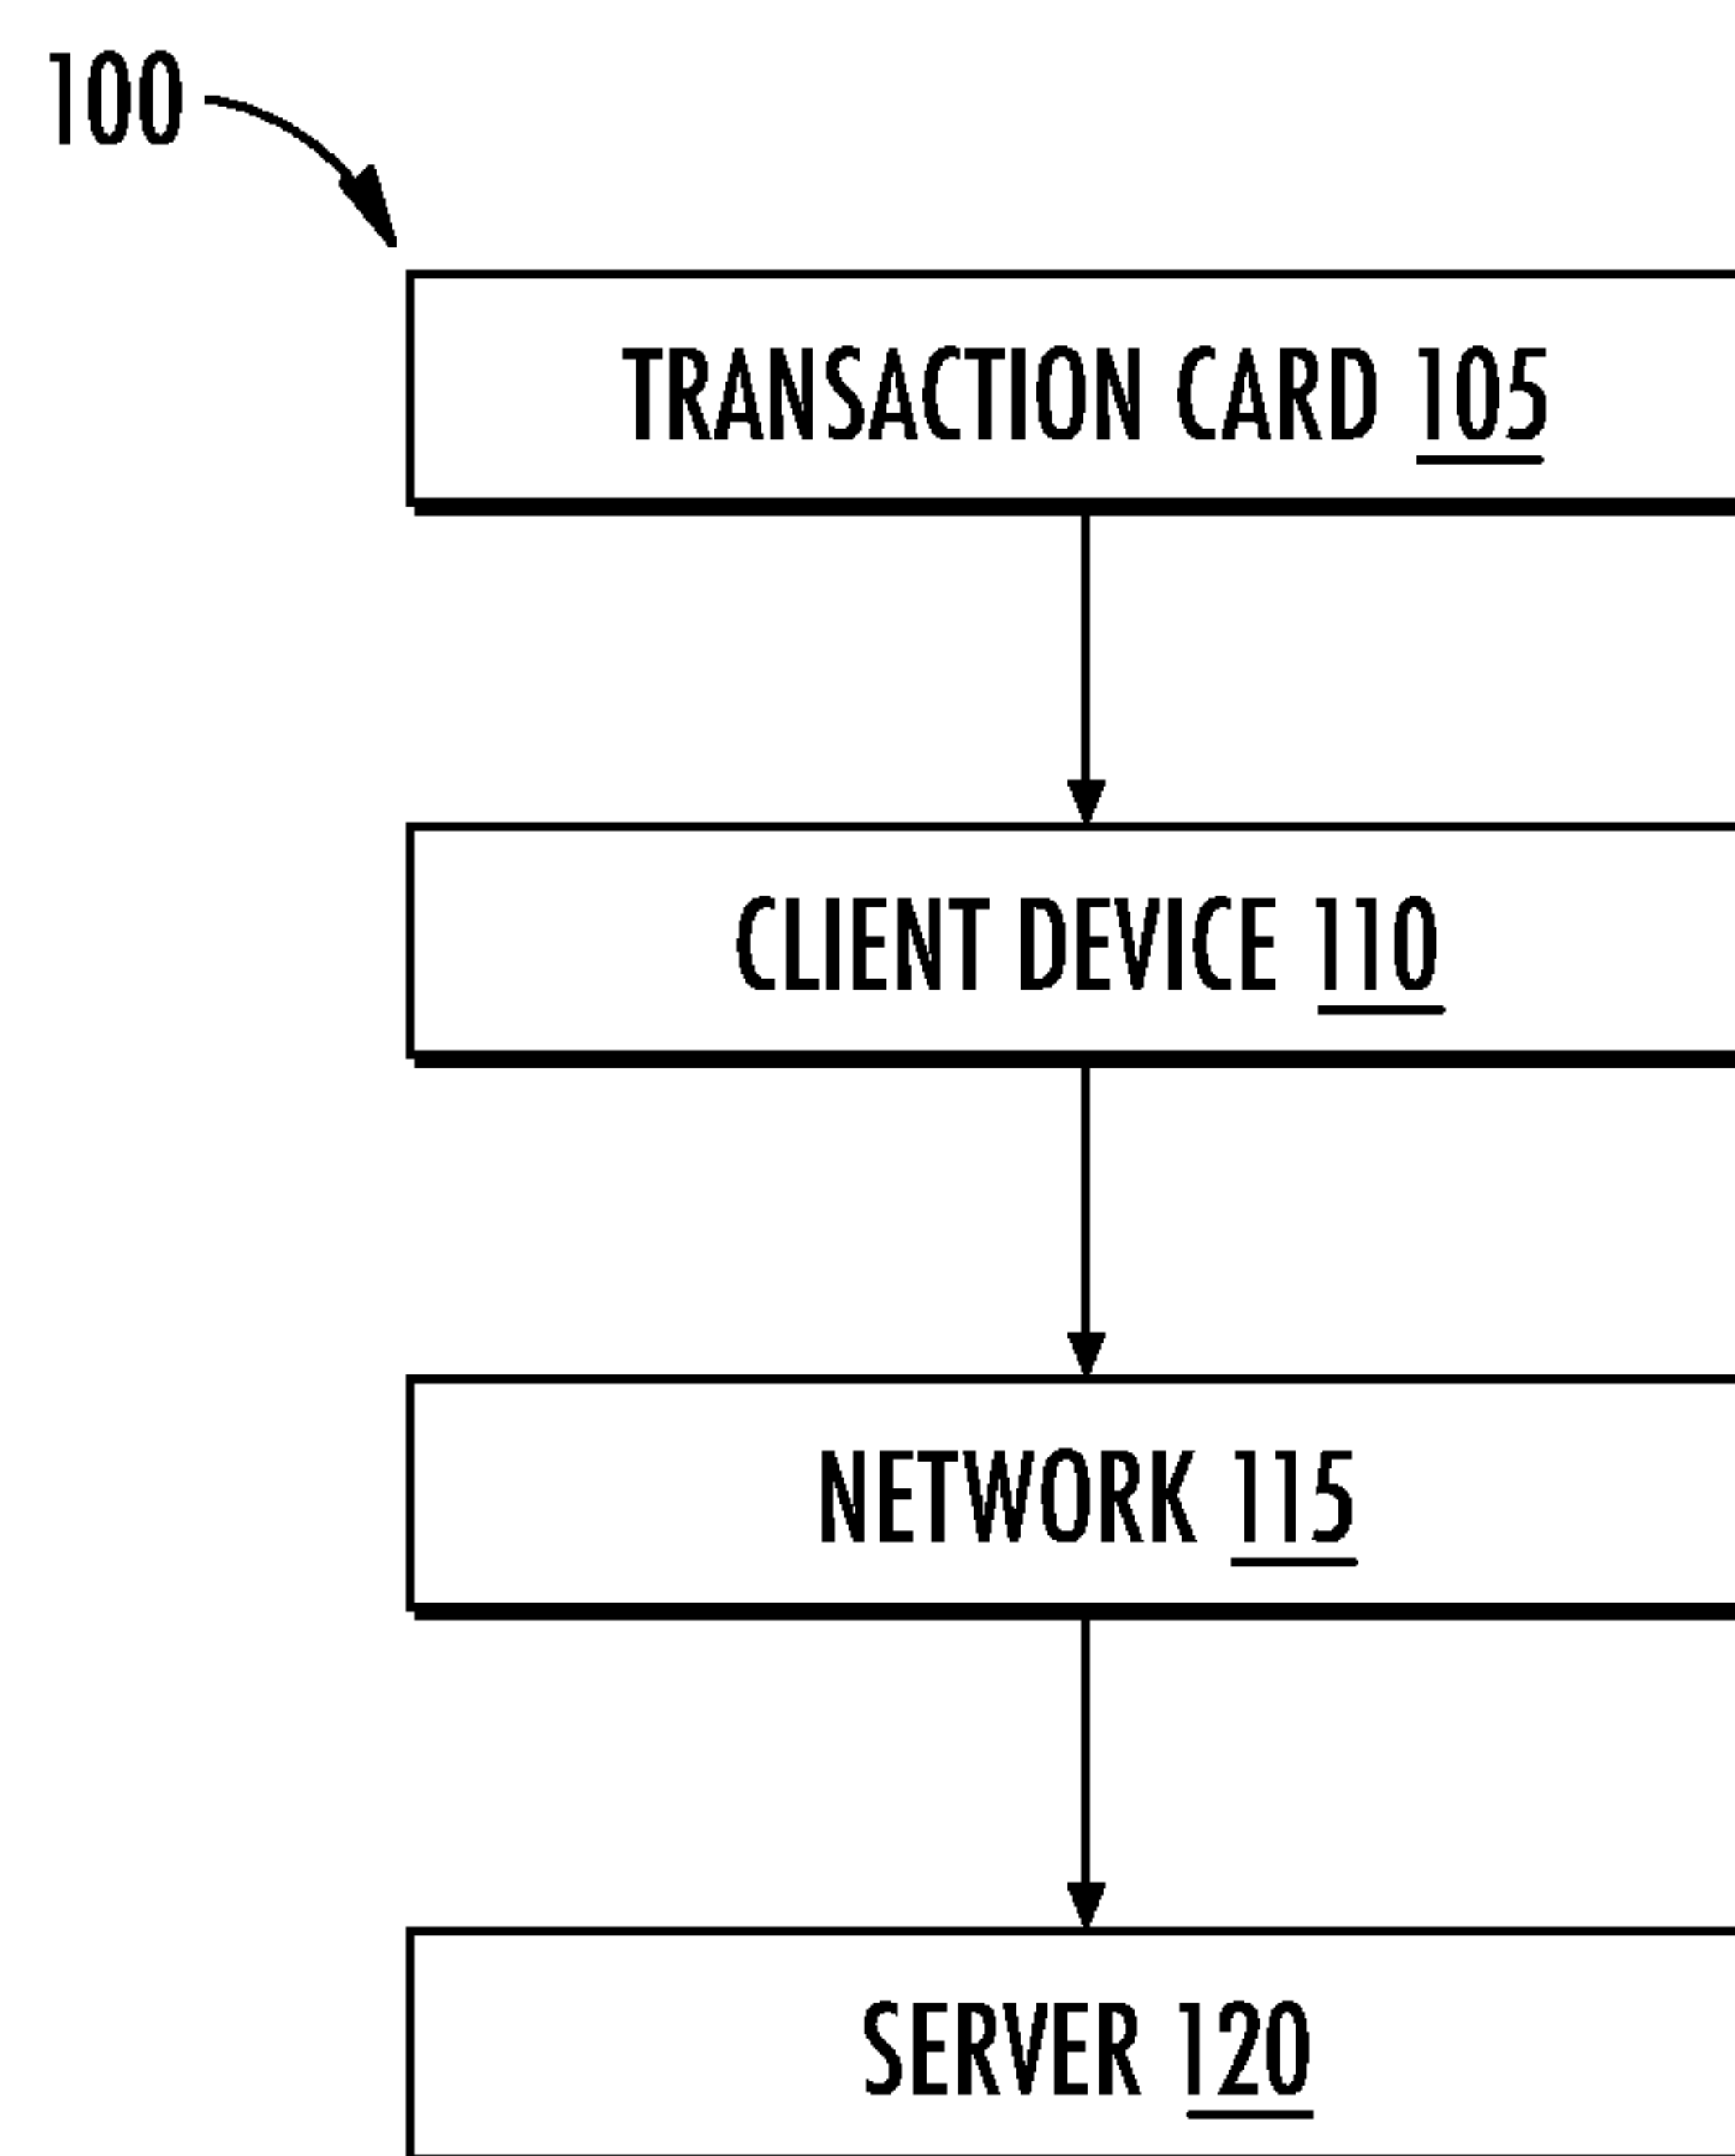 100
TRANSACTION CARD 105
CLIENT DEVICE 110
NETWORK 115
SERVER 120